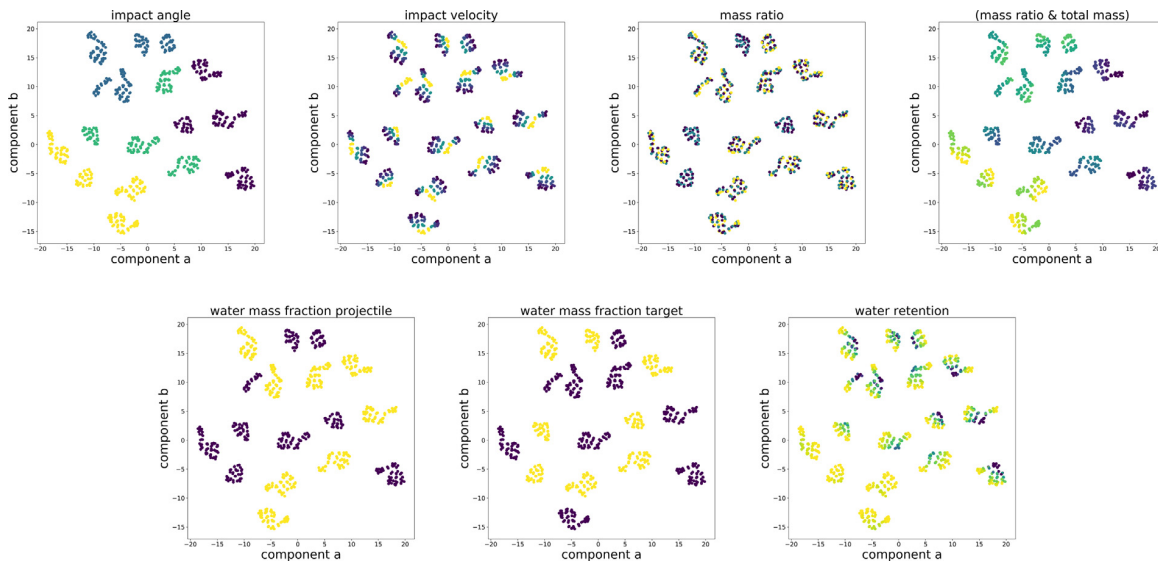 impact angle
impact velocity
mass ratio
(mass ratio & total mass)
component b
20
15
10
5
0
−5
−10
−15
−20 −15 −10 −5 0 5 10 15 20
component a
component b
20
15
10
5
0
−5
−10
−15
−20 −15 −10 −5 0 5 10 15 20
component a
component b
20
15
10
5
0
−5
−10
−15
−20 −15 −10 −5 0 5 10 15 20
component a
component b
20
15
10
5
0
−5
−10
−15
−20 −15 −10 −5 0 5 10 15 20
component a
water mass fraction projectile
water mass fraction target
water retention
component b
20
15
10
5
0
−5
−10
−15
−20 −15 −10 −5 0 5 10 15 20
component a
component b
20
15
10
5
0
−5
−10
−15
−20 −15 −10 −5 0 5 10 15 20
component a
component b
20
15
10
5
0
−5
−10
−15
−20 −15 −10 −5 0 5 10 15 20
component a